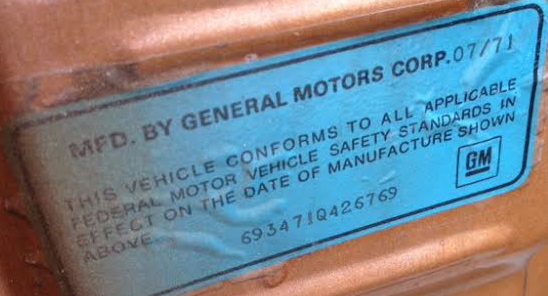 MFD. BY GENERAL MOTORS CORP. 07/71
THIS VEHICLE CONFORMS TO ALL APPLICABLE
FEDERAL MOTOR VEHICLE SAFETY STANDARDS IN
EFFECT ON THE DATE OF MANUFACTURE SHOWN
ABOVE
693471Q426769
GM